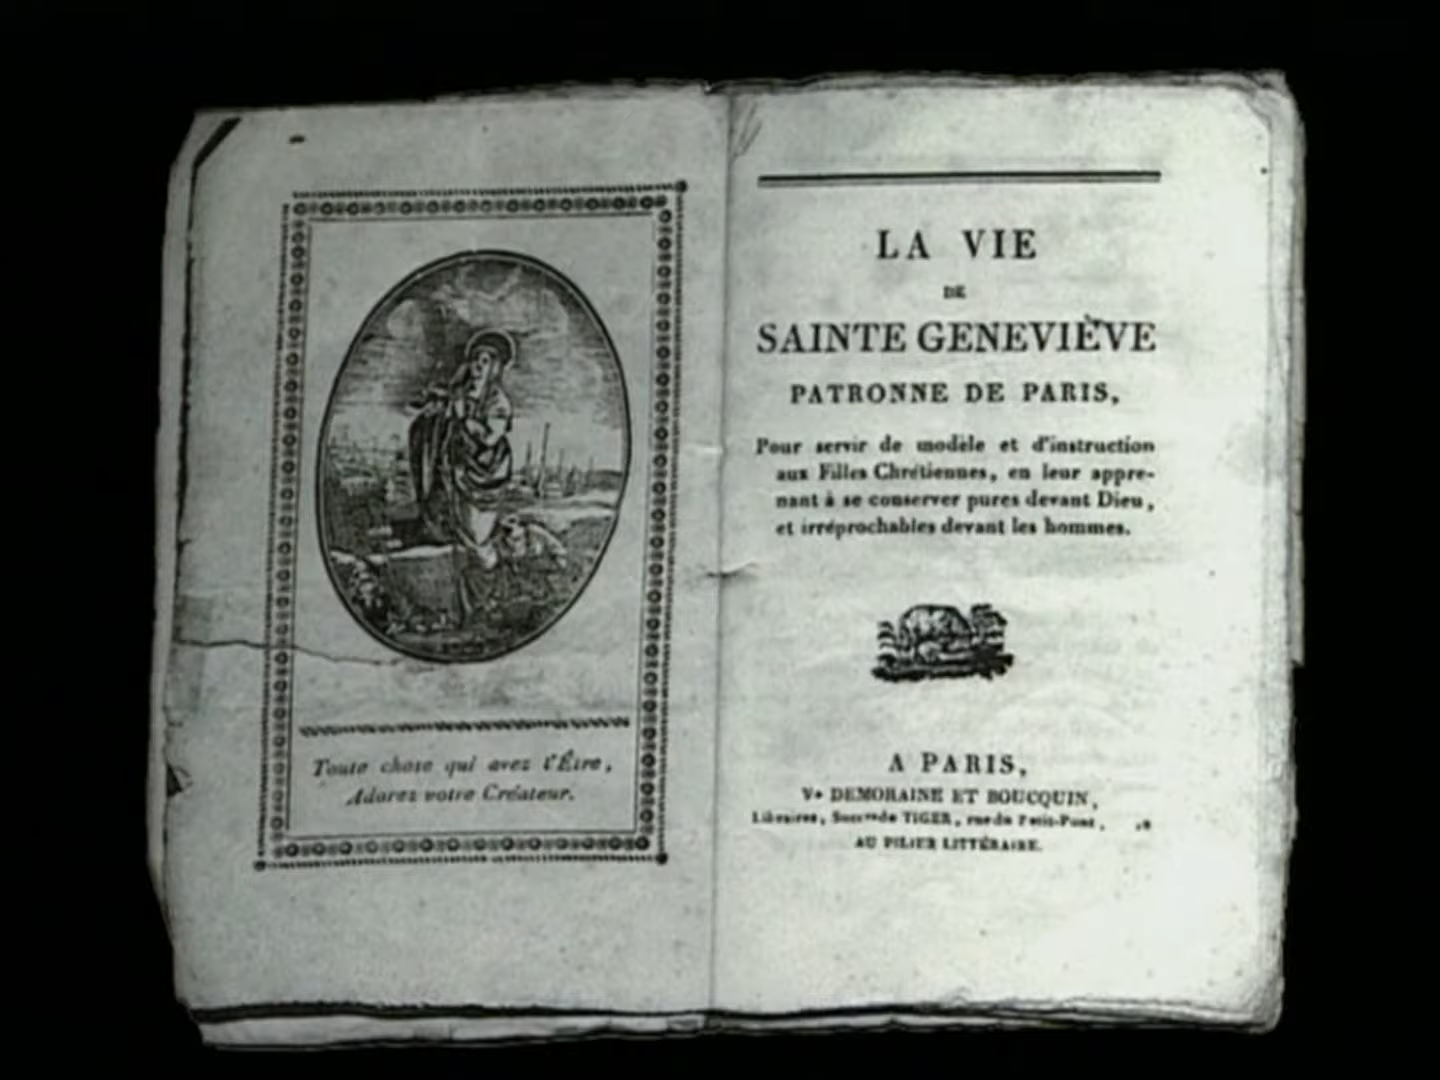 Toute chose qui avez l'Être,
Adorez votre Créateur.
LA VIE
DE
SAINTE GENEVIÈVE
PATRONNE DE PARIS,
Pour servir de modèle et d'instruction
aux Filles Chrétiennes, en leur appre-
nant à se conserver pures devant Dieu,
et irréprochables devant les hommes.
A PARIS,
Ve DEMORAINE ET BOUCQUIN,
Libraires, Succrs de TIGER, rue du Petit-Pont,
AU PILIER LITTÉRAIRE.